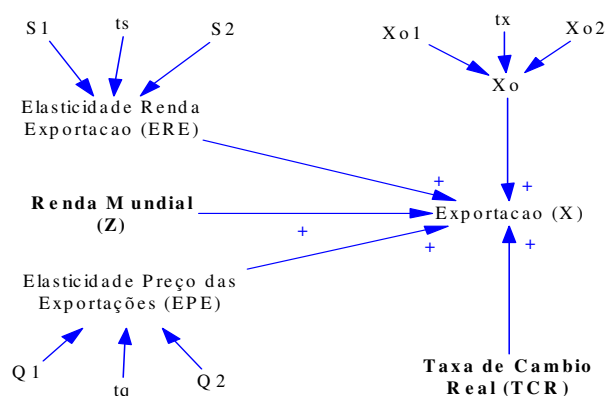 S1
ts
S2
Xo1
tx
Xo2
Xo
Elasticidade Renda
Exportacao (ERE)
+
+
Renda Mundial
(Z)
Exportacao (X)
+
+
+
Elasticidade Preço das
Exportações (EPE)
Q1
tq
Q2
Taxa de Cambio
Real (TCR)